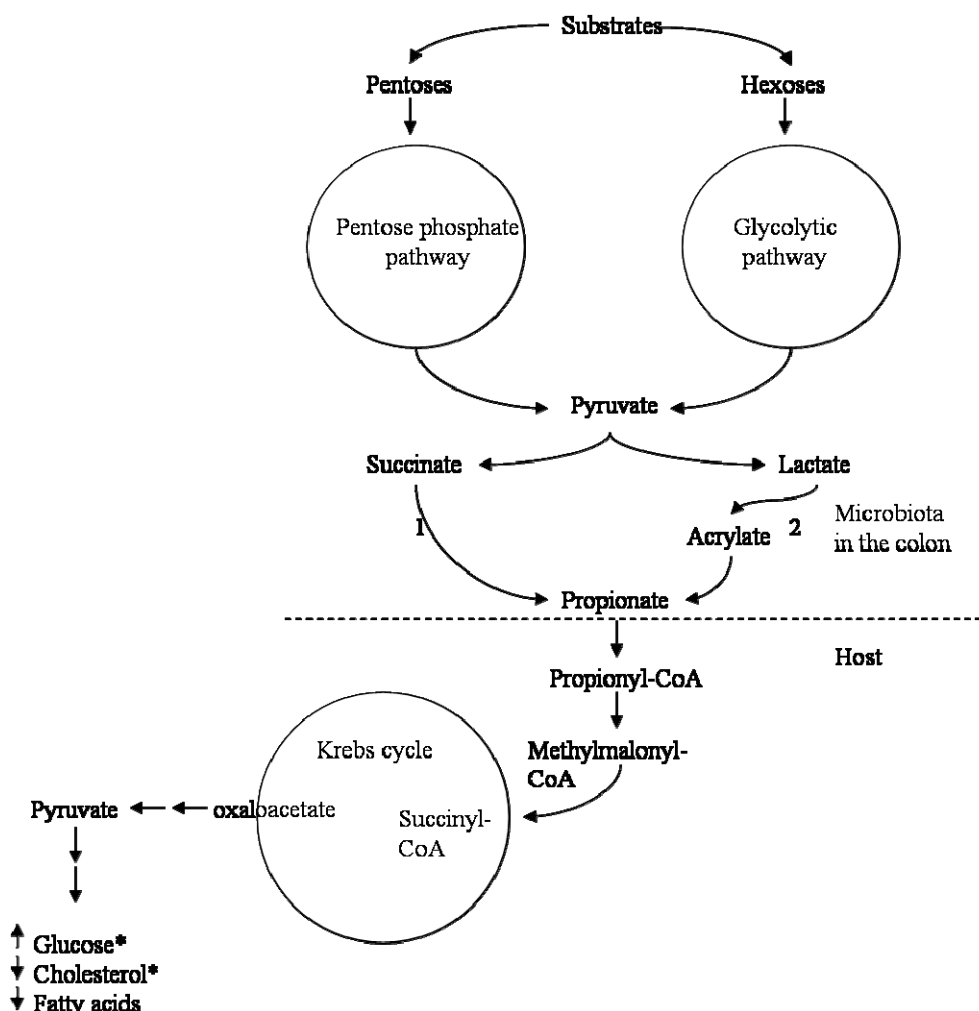 Substrates
Pentoses
Hexoses
Pentose phosphate
pathway
Glycolytic
pathway
Pyruvate
Succinate
Lactate
1
Acrylate
2
Microbiota
in the colon
Propionate
Host
Propionyl-CoA
Krebs cycle
Methylmalonyl-
CoA
Pyruvate
oxaloacetate
Succinyl-
CoA
Glucose*
Cholesterol*
Fatty acids